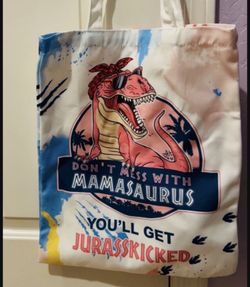 DON'T MESS WITH
MAMASAURUS
YOU'LL GET
JURASSKICKED